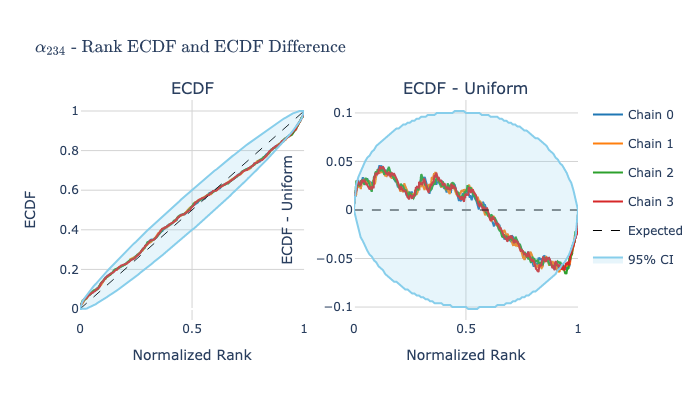 α234 - Rank ECDF and ECDF Difference
ECDF
ECDF - Uniform
ECDF
1
0.8
0.6
0.4
0.2
0
0
0.5
1
Normalized Rank
ECDF - Uniform
0.1
0.05
0
−0.05
−0.1
0
0.5
1
Normalized Rank
Chain 0
Chain 1
Chain 2
Chain 3
Expected
95% CI